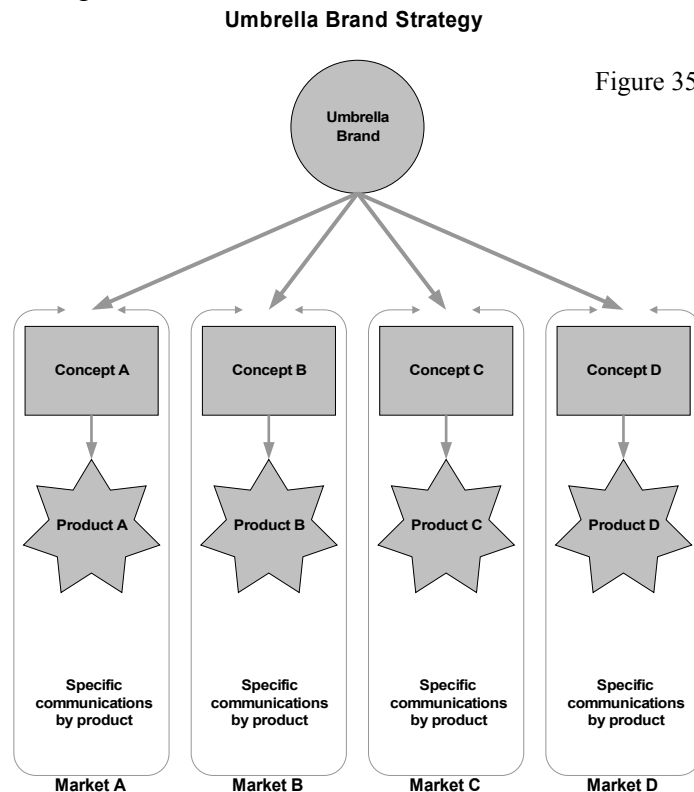 Umbrella Brand Strategy
Figure 35
Umbrella
Brand
Concept A
Concept B
Concept C
Concept D
Product A
Product B
Product C
Product D
Specific
communications
by product
Specific
communications
by product
Specific
communications
by product
Specific
communications
by product
Market A
Market B
Market C
Market D